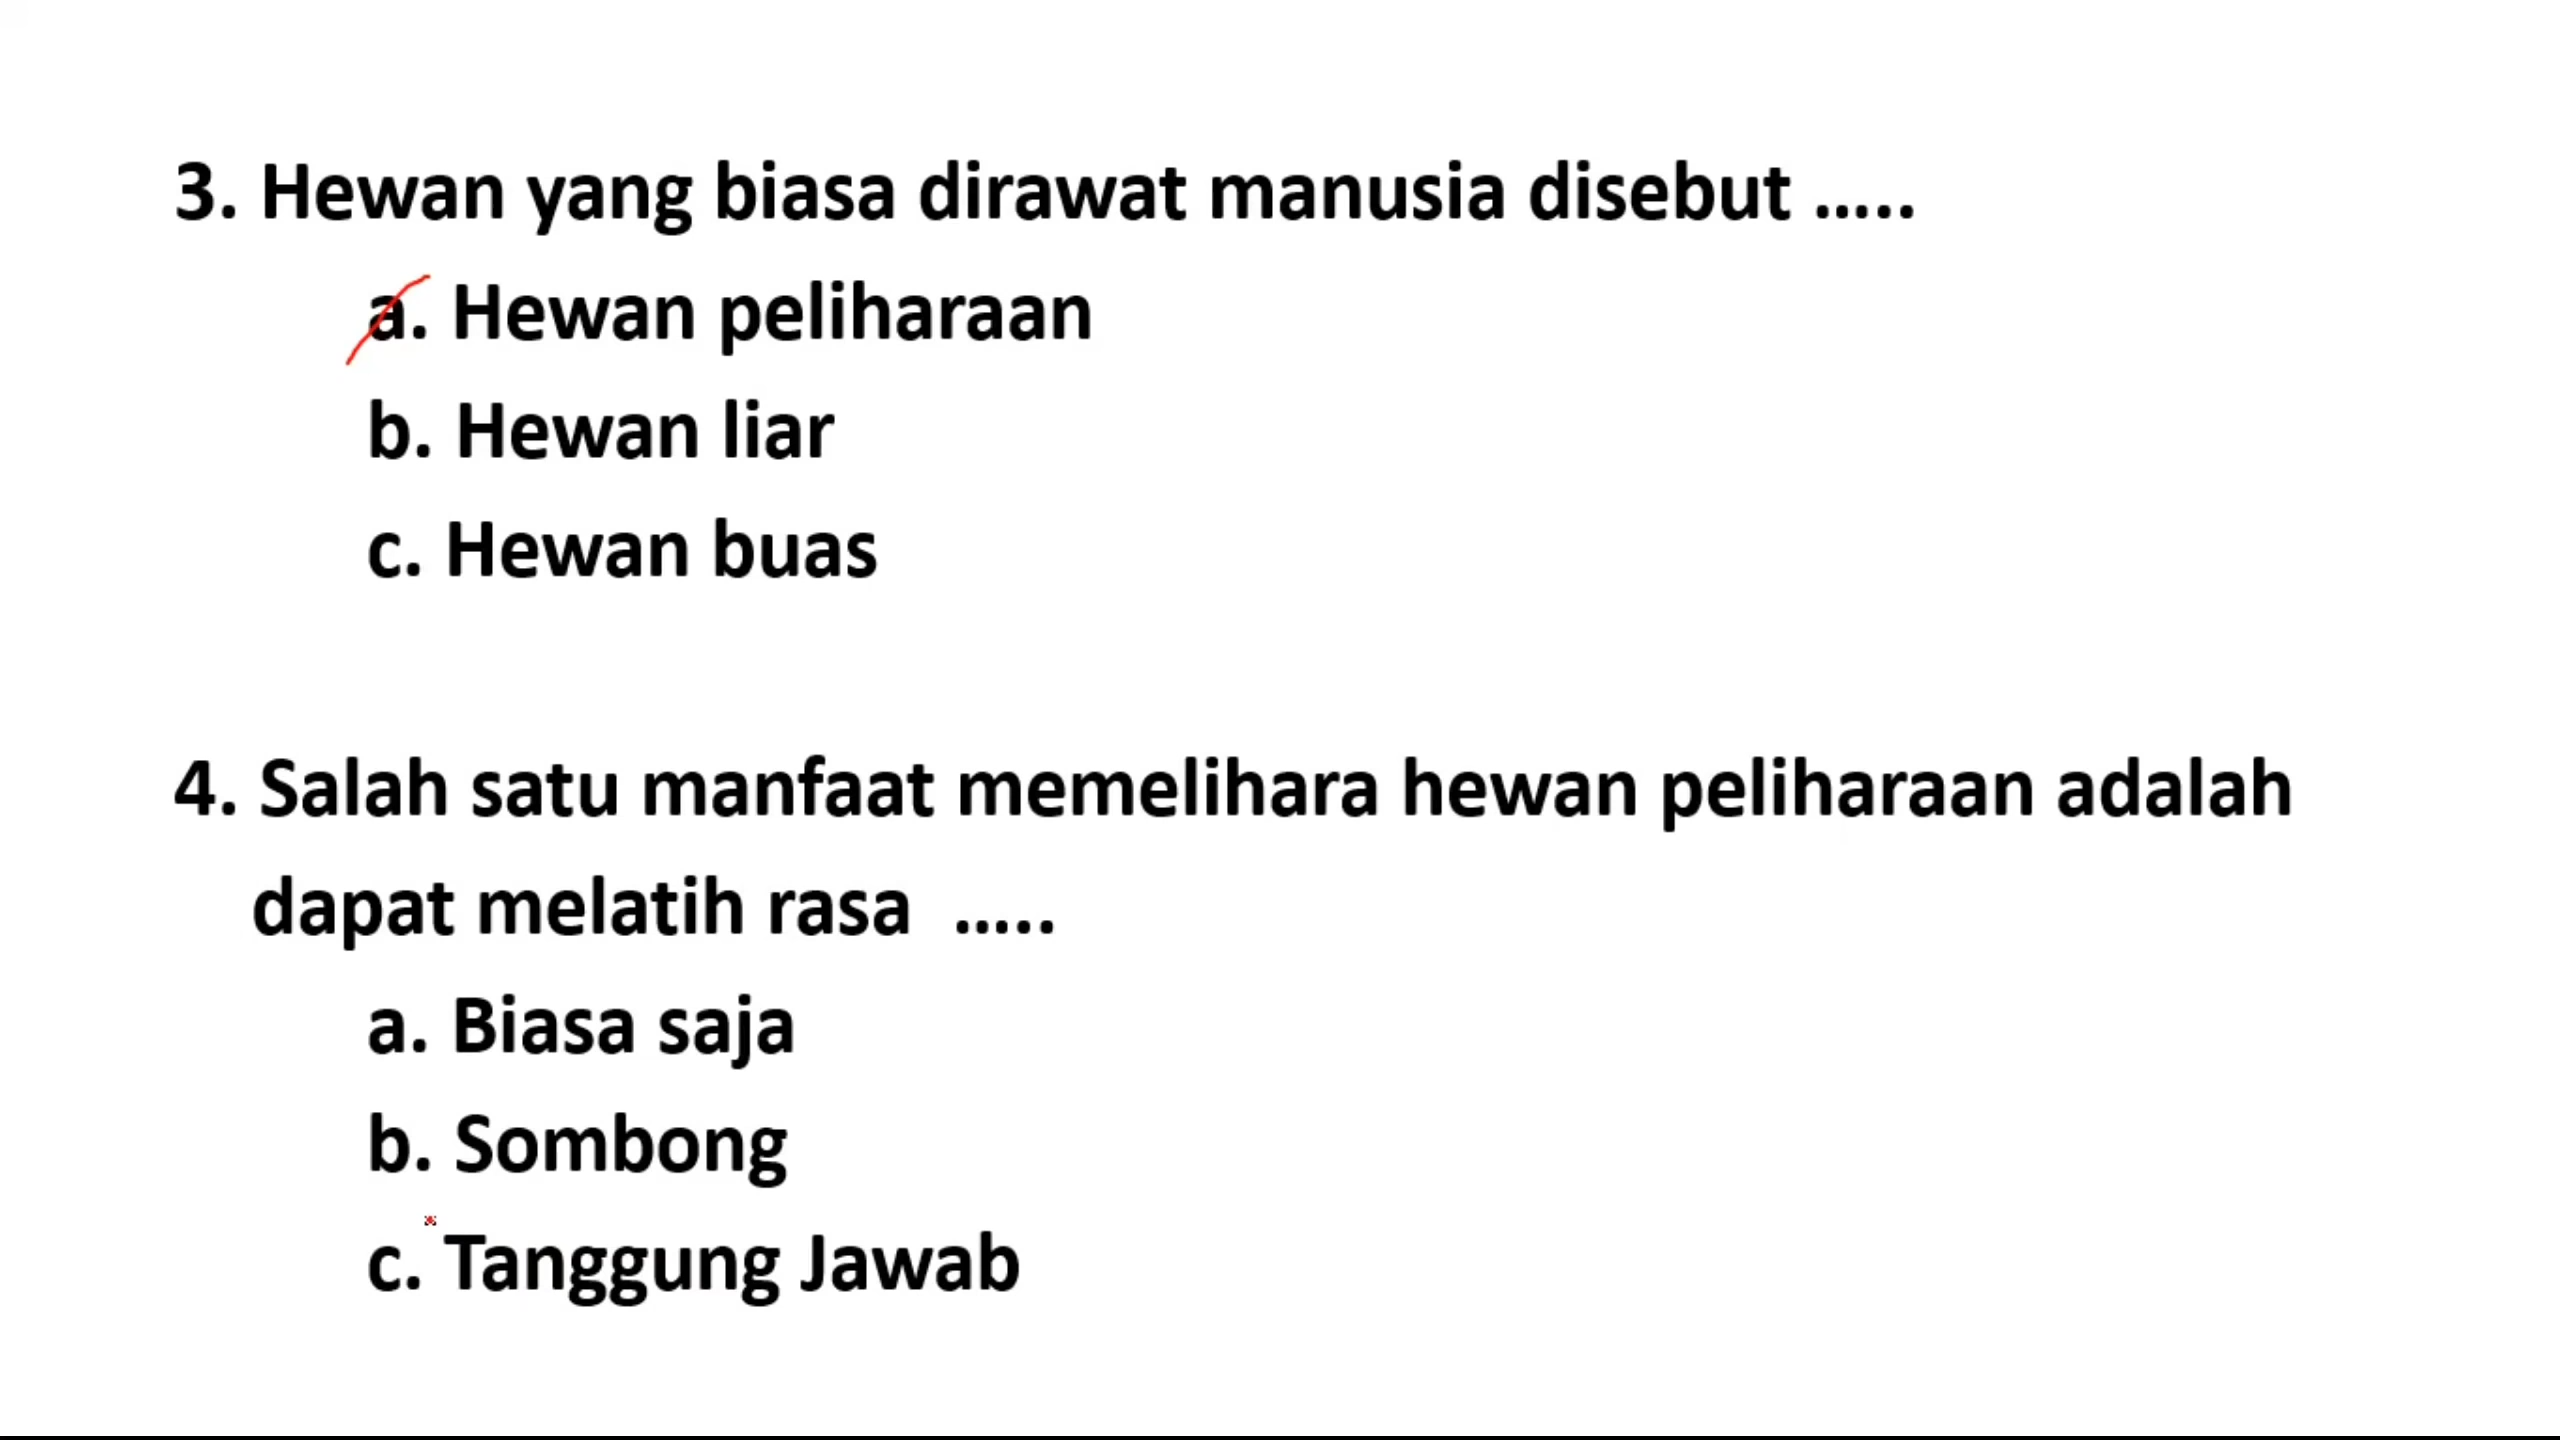 3. Hewan yang biasa dirawat manusia disebut .....
a. Hewan peliharaan
b. Hewan liar
c. Hewan buas
4. Salah satu manfaat memelihara hewan peliharaan adalah
dapat melatih rasa .....
a. Biasa saja
b. Sombong
c. Tanggung Jawab